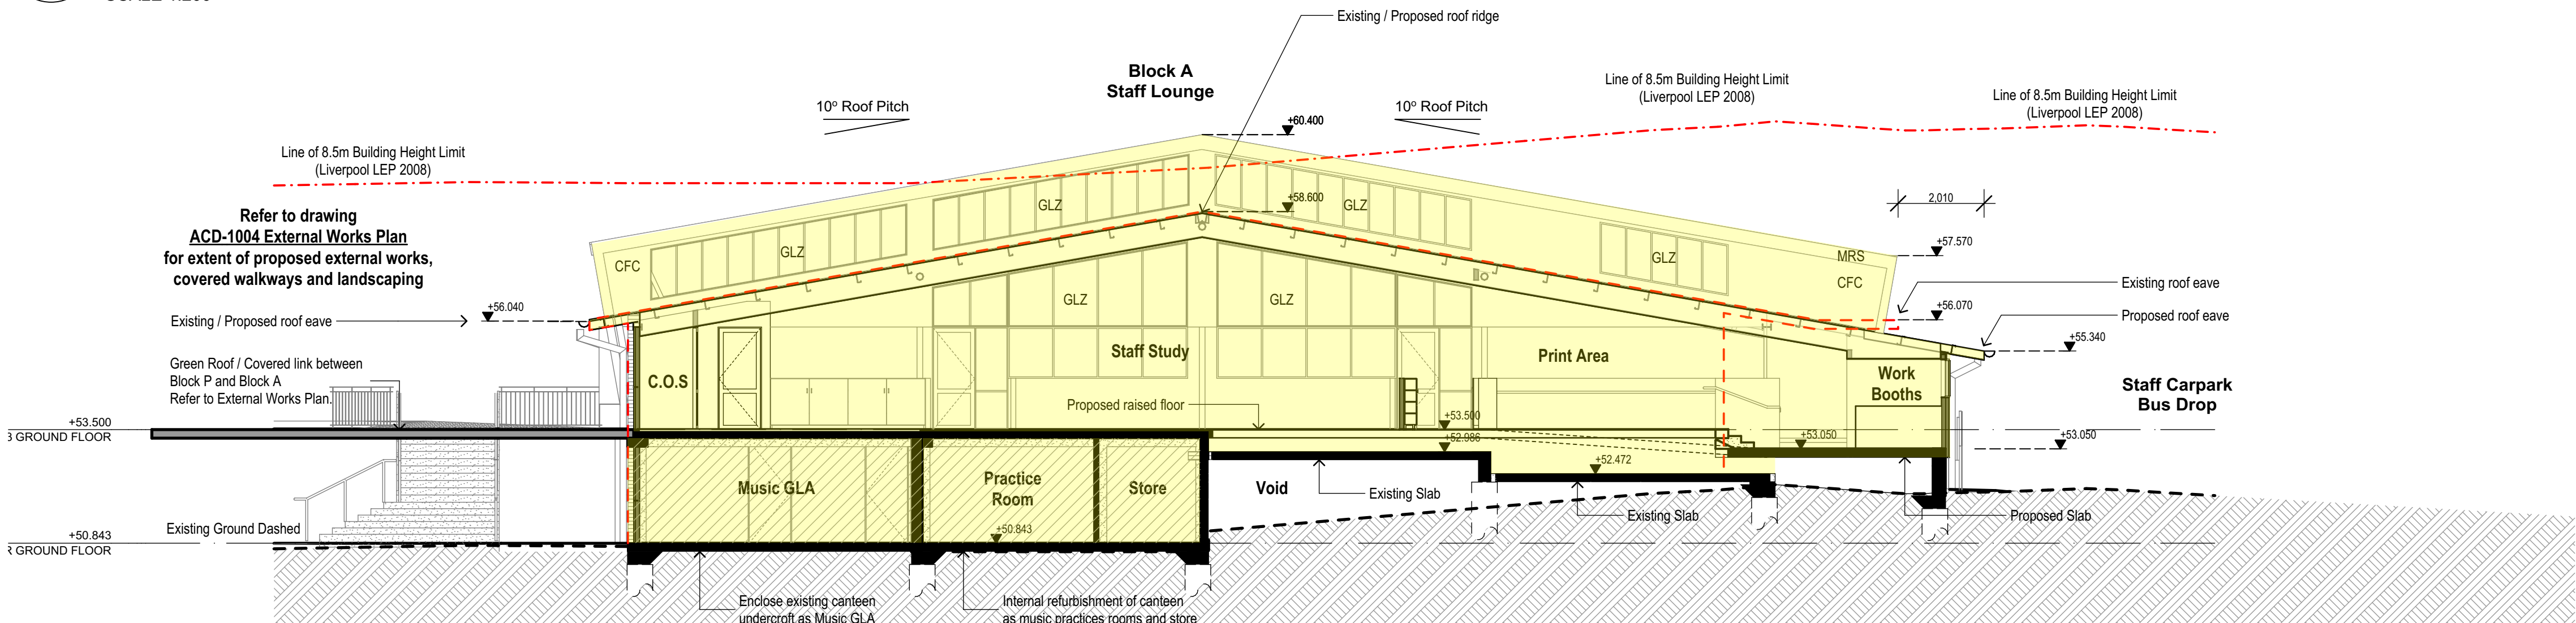 Existing / Proposed roof ridge
Block A
Staff Lounge
Line of 8.5m Building Height Limit
(Liverpool LEP 2008)
Line of 8.5m Building Height Limit
(Liverpool LEP 2008)
10º Roof Pitch
10º Roof Pitch
+60.400
Line of 8.5m Building Height Limit
(Liverpool LEP 2008)
Refer to drawing
ACD-1004 External Works Plan
for extent of proposed external works,
covered walkways and landscaping
+58.600
2,010
GLZ
GLZ
GLZ
GLZ
+57.570
MRS
CFC
CFC
Existing roof eave
GLZ
GLZ
+56.040
+56.070
Existing / Proposed roof eave
Proposed roof eave
+55.340
Green Roof / Covered link between
Block P and Block A
Refer to External Works Plan.
C.O.S
Staff Study
Print Area
Work
Booths
Staff Carpark
Bus Drop
Proposed raised floor
+53.500
GROUND FLOOR
+53.500
+52.986
+53.050
+53.050
+52.472
Music GLA
Practice
Room
Store
Void
Existing Slab
Existing Slab
Proposed Slab
Existing Ground Dashed
+50.843
GROUND FLOOR
+50.843
Enclose existing canteen
undercroft as Music GLA
Internal refurbishment of canteen
as music practices rooms and store